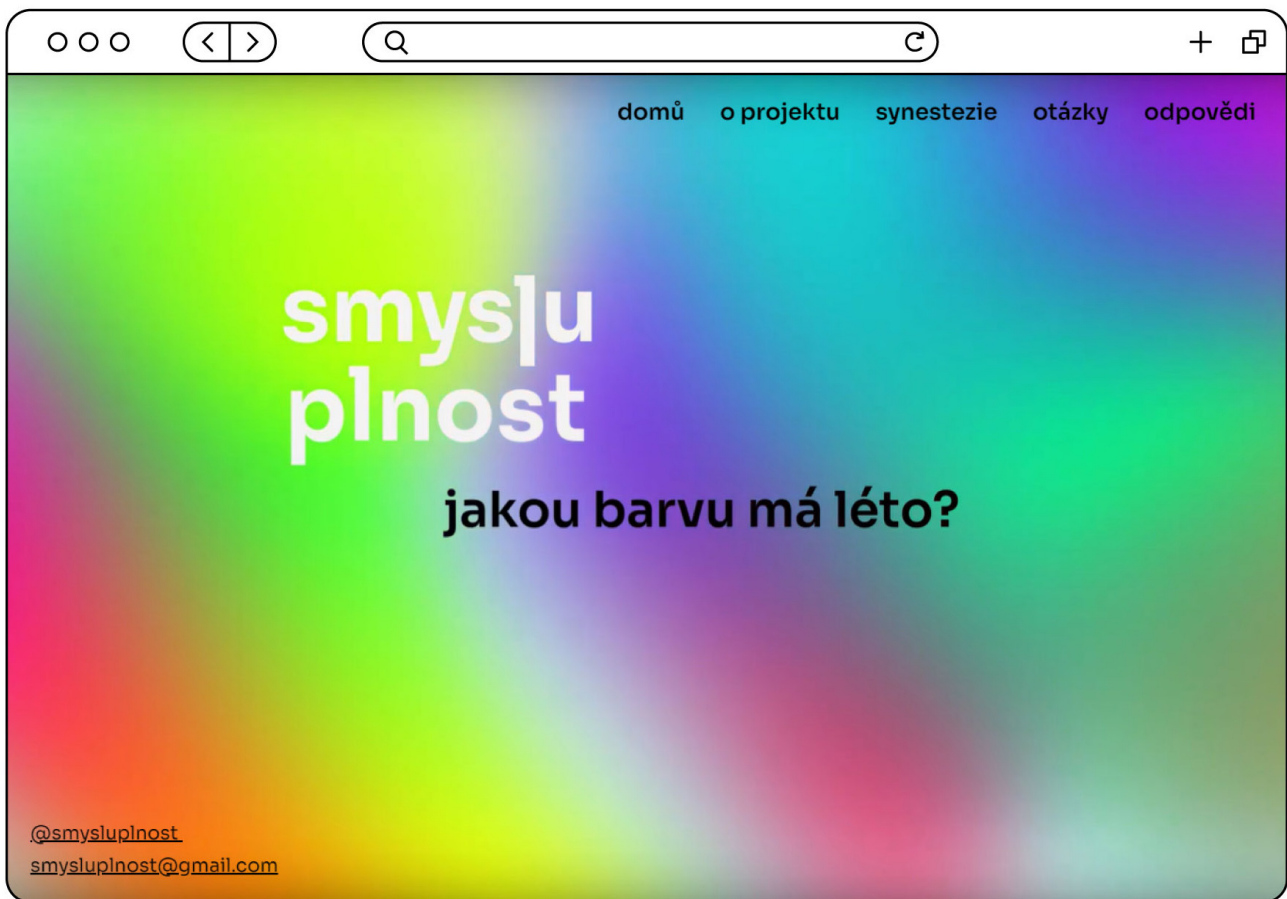 domů o projektu synestezie otázky odpovědi
smyslu
plnost
jakou barvu má léto?
@smysluplnost
smysluplnost@gmail.com